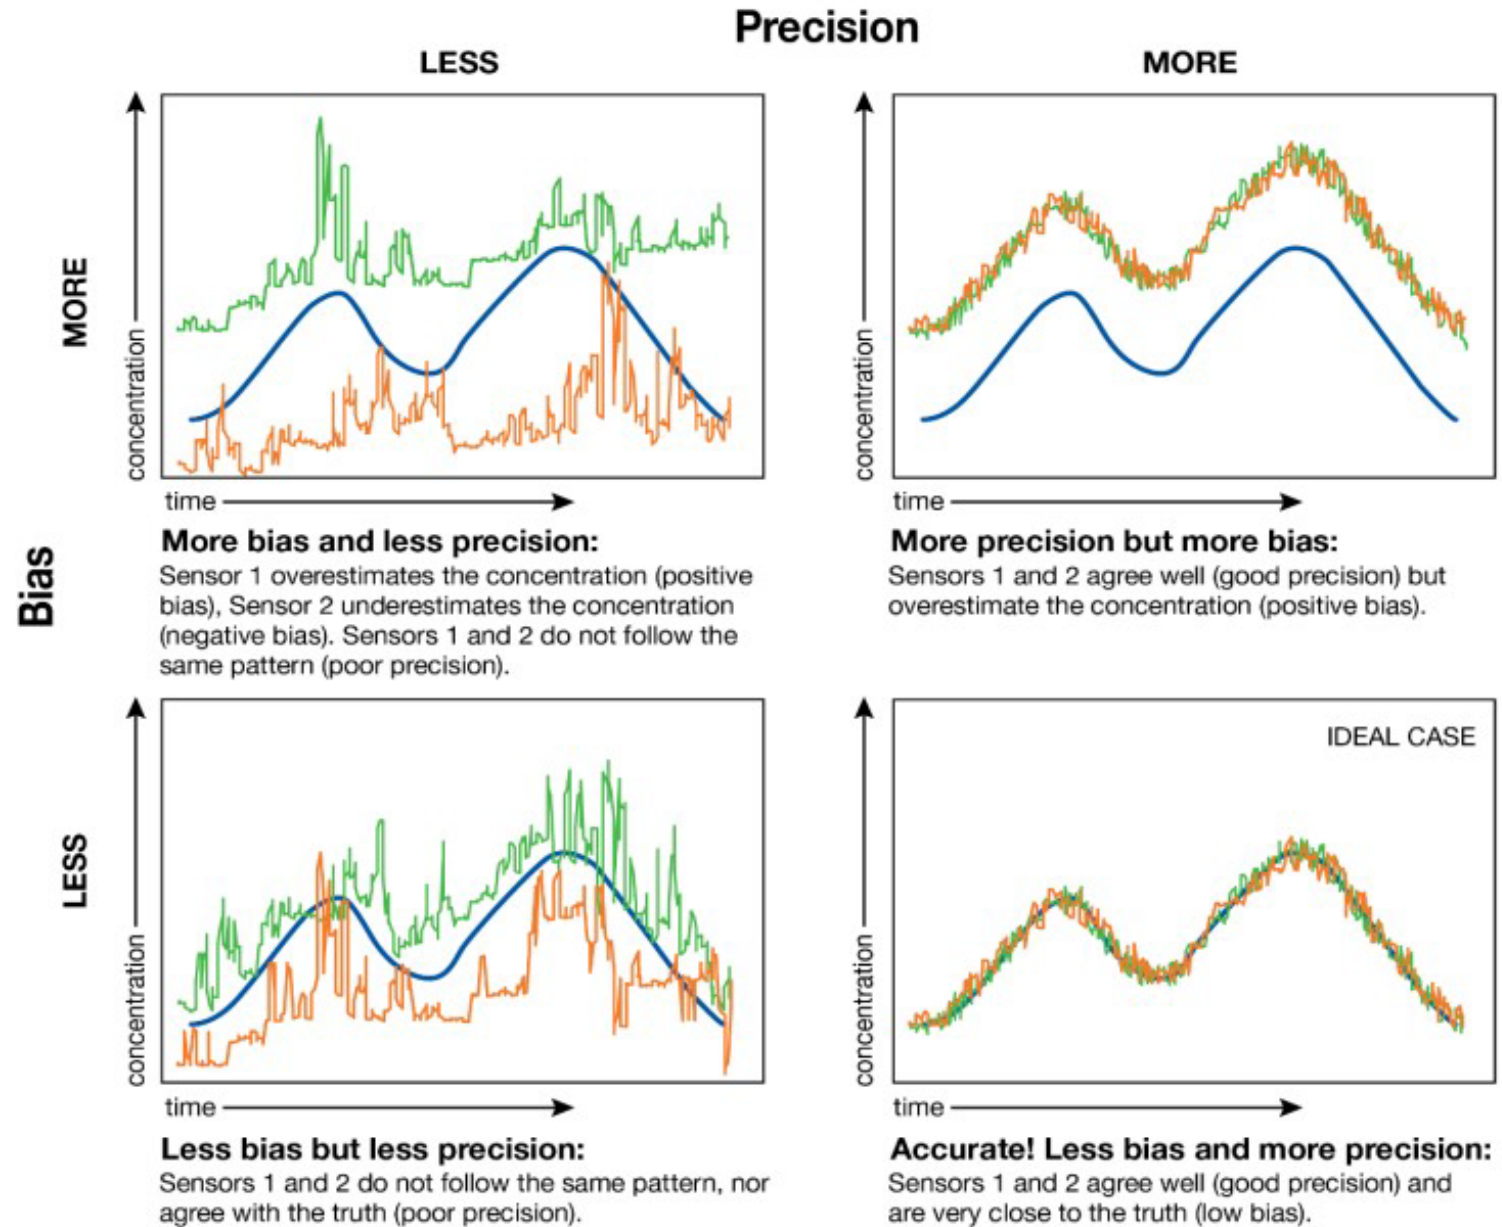 Precision
LESS
MORE
Bias
MORE
concentration
time
concentration
time
More bias and less precision:
Sensor 1 overestimates the concentration (positive
bias), Sensor 2 underestimates the concentration
(negative bias). Sensors 1 and 2 do not follow the
same pattern (poor precision).
More precision but more bias:
Sensors 1 and 2 agree well (good precision) but
overestimate the concentration (positive bias).
LESS
concentration
time
IDEAL CASE
concentration
time
Less bias but less precision:
Sensors 1 and 2 do not follow the same pattern, nor
agree with the truth (poor precision).
Accurate! Less bias and more precision:
Sensors 1 and 2 agree well (good precision) and
are very close to the truth (low bias).